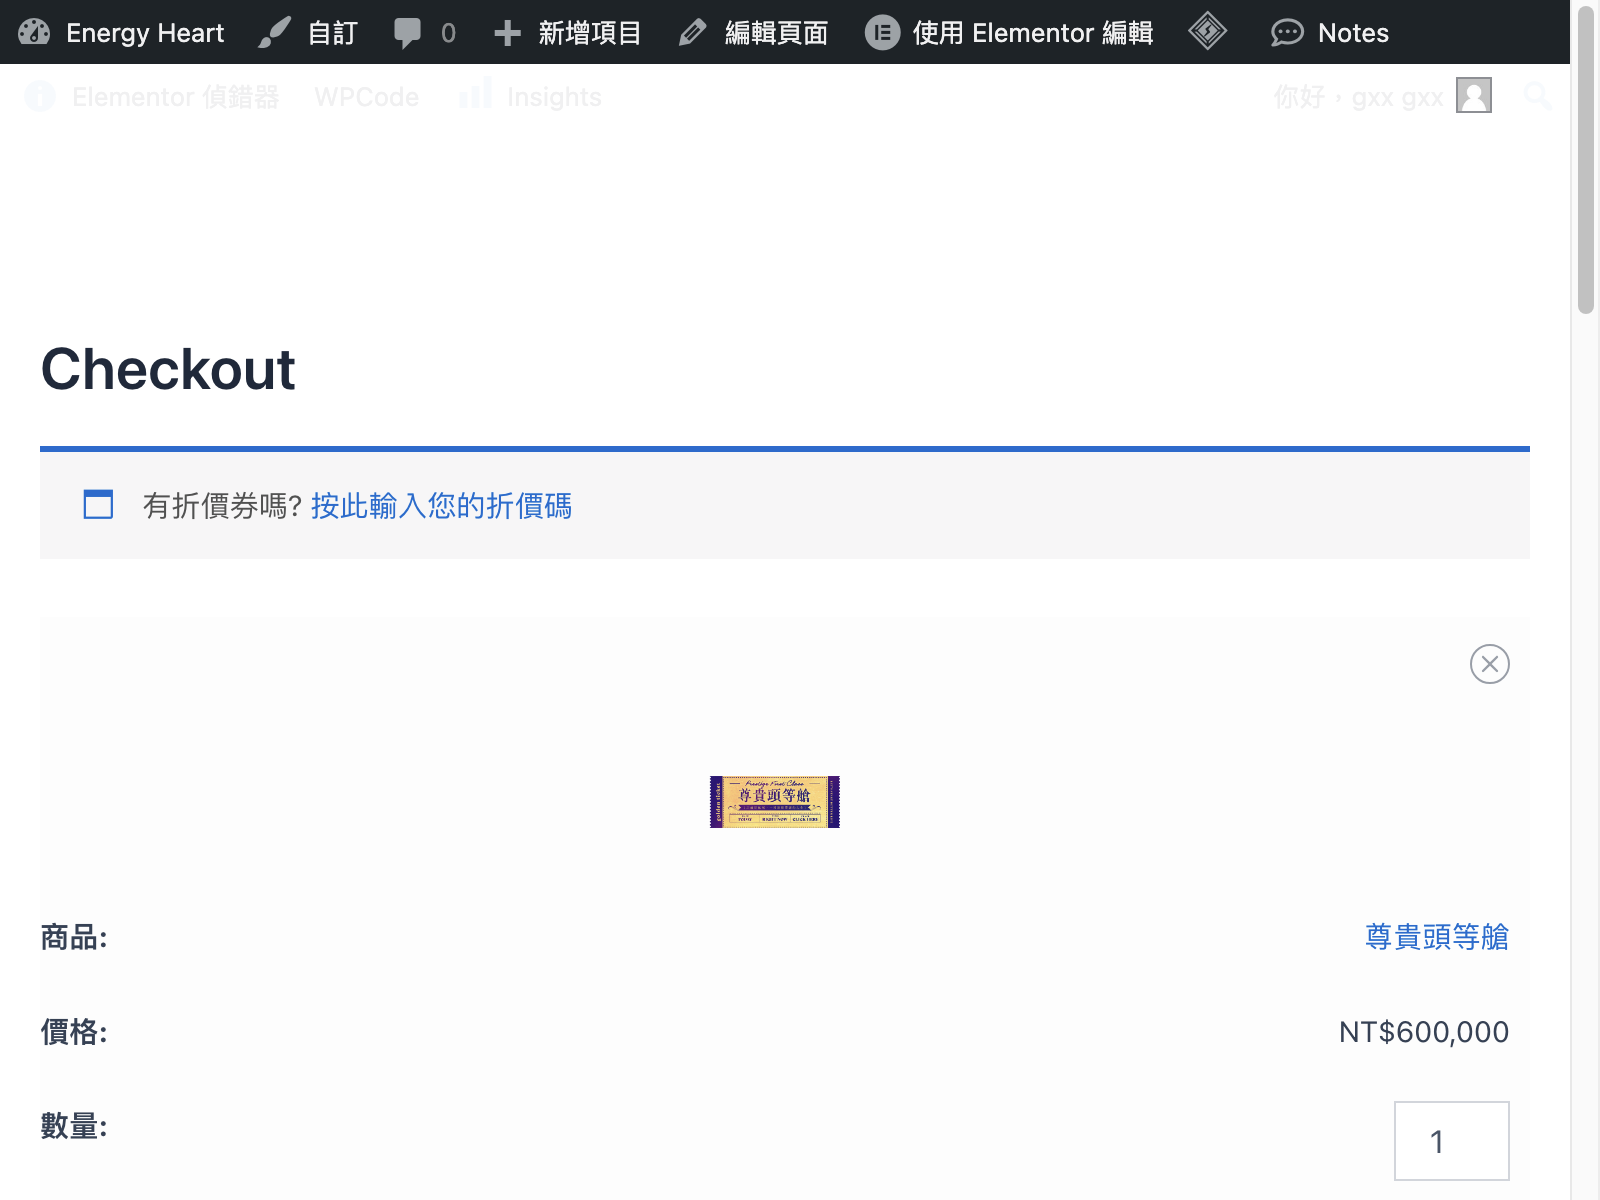 Energy Heart 自訂 0 新增項目 編輯頁面 使用 Elementor 編輯 Notes
Elementor 偵錯器 WPCode Insights 你好，gxx gxx
Checkout
有折價券嗎? 按此輸入您的折價碼
Prestige First Class
尊貴頭等艙
商品: 尊貴頭等艙
價格: NT$600,000
數量: 1